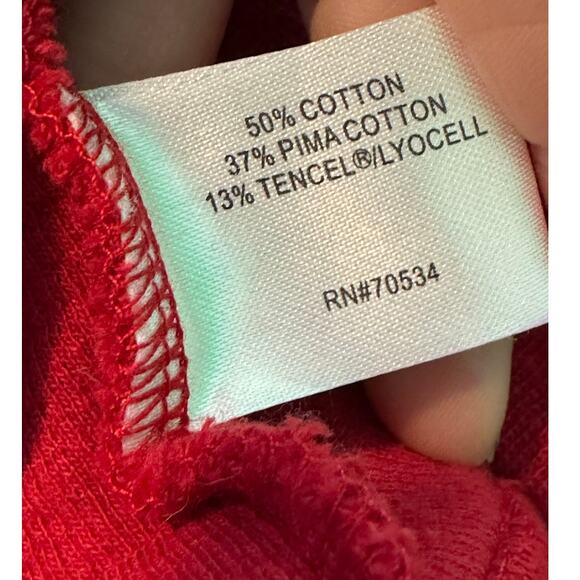 50% COTTON
37% PIMA COTTON
13% TENCEL®/LYOCELL
RN#70534